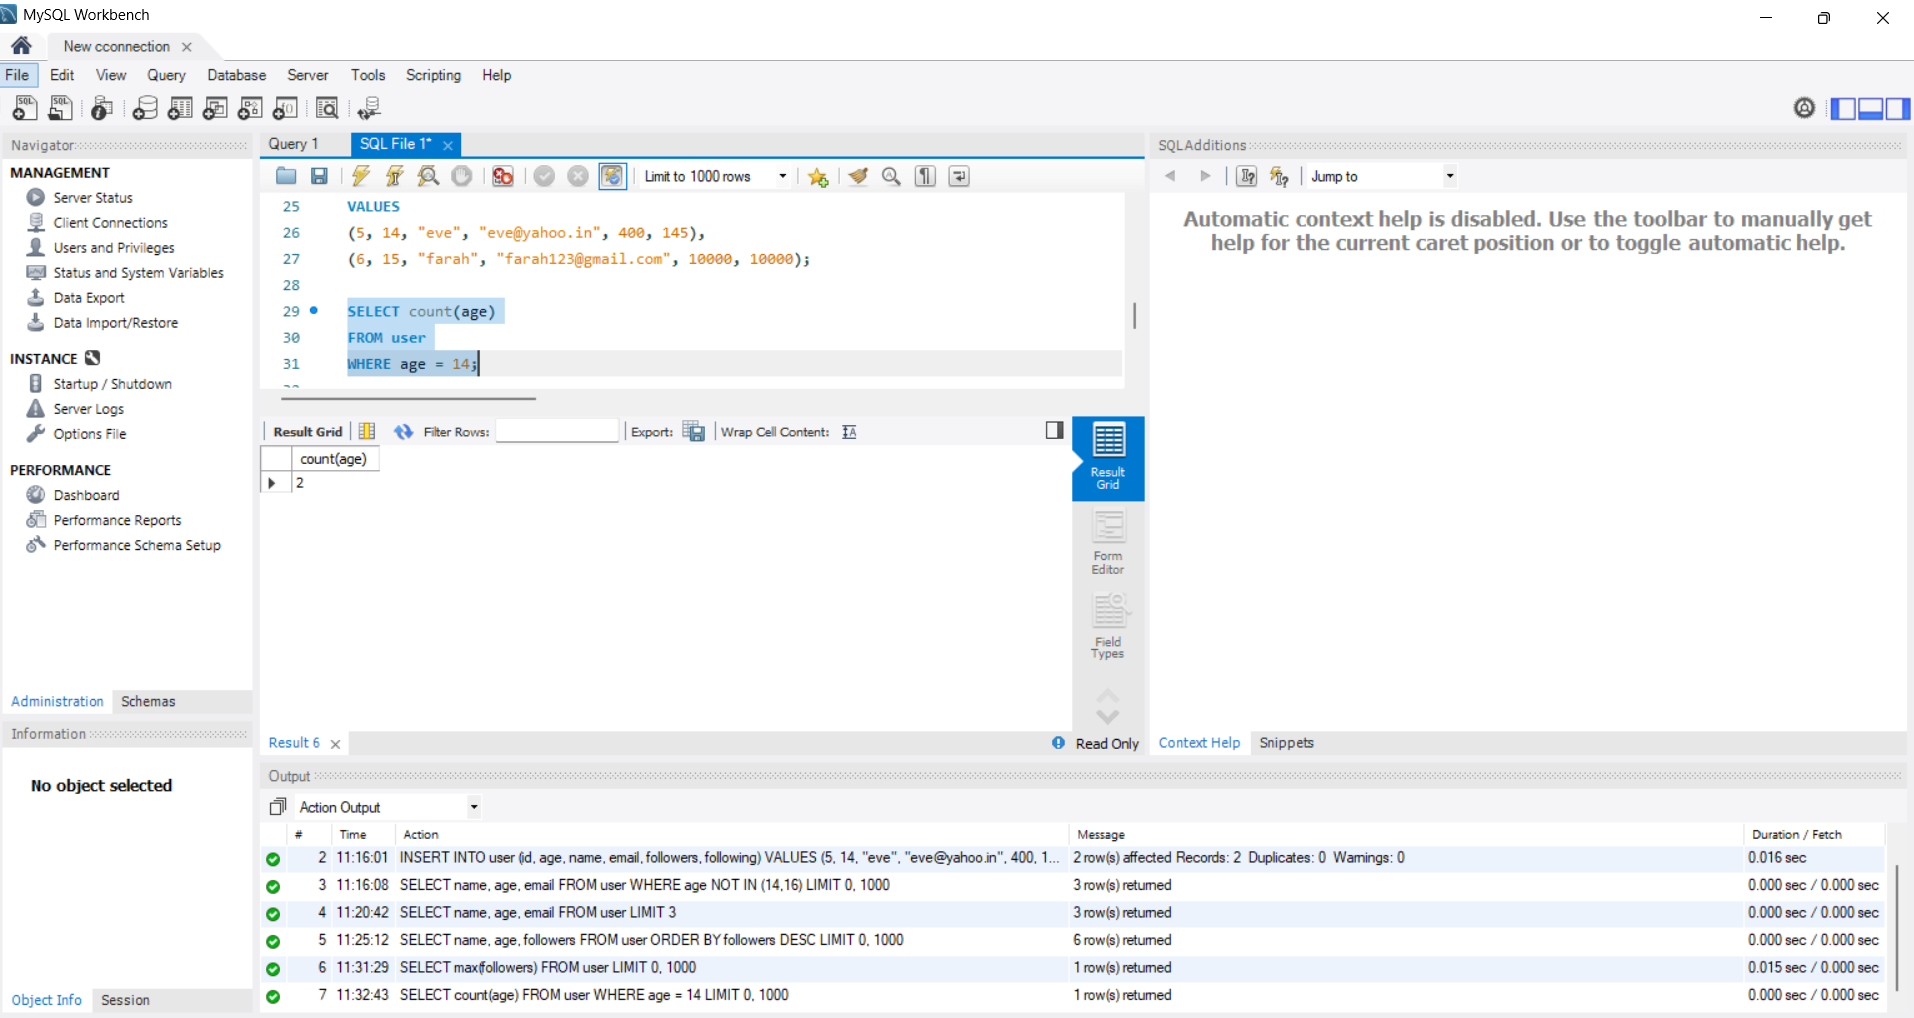 MySQL Workbench
New cconnection
File Edit View Query Database Server Tools Scripting Help
Navigator
MANAGEMENT
Server Status
Client Connections
Users and Privileges
Status and System Variables
Data Export
Data Import/Restore
INSTANCE
Startup / Shutdown
Server Logs
Options File
PERFORMANCE
Dashboard
Performance Reports
Performance Schema Setup
Administration Schemas
Information
No object selected
Object Info Session
Query 1 SQL File 1*
Limit to 1000 rows
25 VALUES
26 (5, 14, "eve", "eve@yahoo.in", 400, 145),
27 (6, 15, "farah", "farah123@gmail.com", 10000, 10000);
28
29 SELECT count(age)
30 FROM user
31 WHERE age = 14;
Result Grid Filter Rows: Export: Wrap Cell Content:
count(age)
2
Result Grid
Form Editor
Field Types
Result 6 Read Only
SQLAdditions
Jump to
Automatic context help is disabled. Use the toolbar to manually get
help for the current caret position or to toggle automatic help.
Context Help Snippets
Output
Action Output
# Time Action Message Duration / Fetch
2 11:16:01 INSERT INTO user (id, age, name, email, followers, following) VALUES (5, 14, "eve", "eve@yahoo.in", 400, 1... 2 row(s) affected Records: 2 Duplicates: 0 Warnings: 0 0.016 sec
3 11:16:08 SELECT name, age, email FROM user WHERE age NOT IN (14,16) LIMIT 0, 1000 3 row(s) returned 0.000 sec / 0.000 sec
4 11:20:42 SELECT name, age, email FROM user LIMIT 3 3 row(s) returned 0.000 sec / 0.000 sec
5 11:25:12 SELECT name, age, followers FROM user ORDER BY followers DESC LIMIT 0, 1000 6 row(s) returned 0.000 sec / 0.000 sec
6 11:31:29 SELECT max(followers) FROM user LIMIT 0, 1000 1 row(s) returned 0.015 sec / 0.000 sec
7 11:32:43 SELECT count(age) FROM user WHERE age = 14 LIMIT 0, 1000 1 row(s) returned 0.000 sec / 0.000 sec